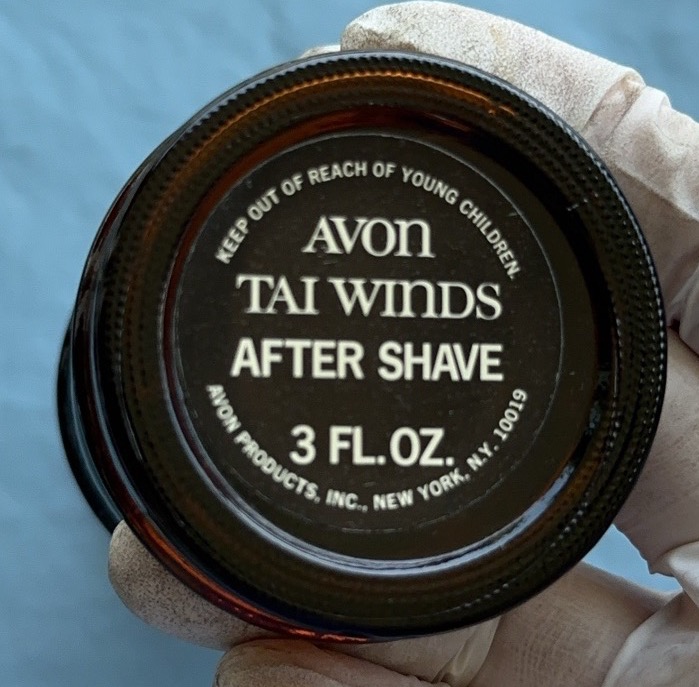 KEEP OUT OF REACH OF YOUNG CHILDREN.
AVON
TAI WINDS
AFTER SHAVE
3 FL.OZ.
AVON PRODUCTS, INC., NEW YORK, N.Y. 10019